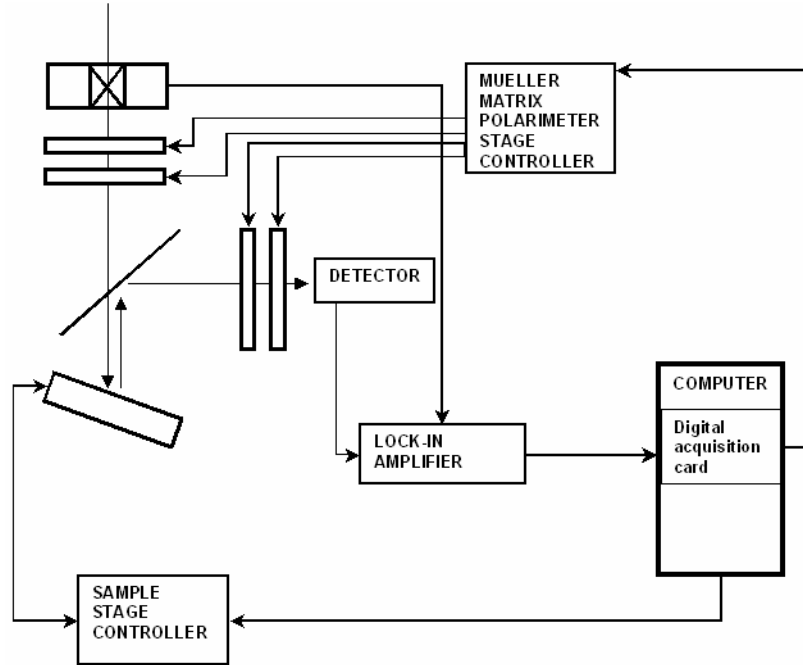 MUELLER
MATRIX
POLARIMETER
STAGE
CONTROLLER
DETECTOR
COMPUTER
Digital
acquisition
card
LOCK-IN
AMPLIFIER
SAMPLE
STAGE
CONTROLLER